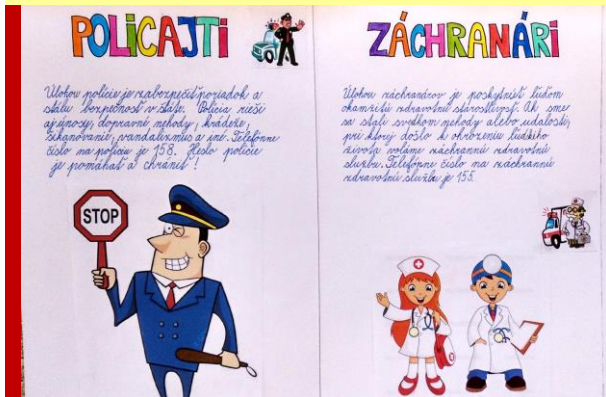 POLICAJTI
Úlohou polície je zabezpečiť poriadok a
stálu bezpečnosť v štáte. Polícia rieši
aj únosy, dopravné nehody, krádeže,
šikanovanie, vandalizmus a iné. Telefónne
číslo na políciu je 158. Heslo polície
je pomáhať a chrániť!
STOP
ZÁCHRANÁRI
Úlohou záchranárov je poskytnúť ľuďom
okamžitú zdravotnú starostlivosť. Ak sme
sa stali svedkom nehody alebo udalosti,
pri ktorej došlo k ohrozeniu ľudského
života voláme záchrannú zdravotnú
službu. Telefónne číslo na záchrannú
zdravotnú službu je 155.